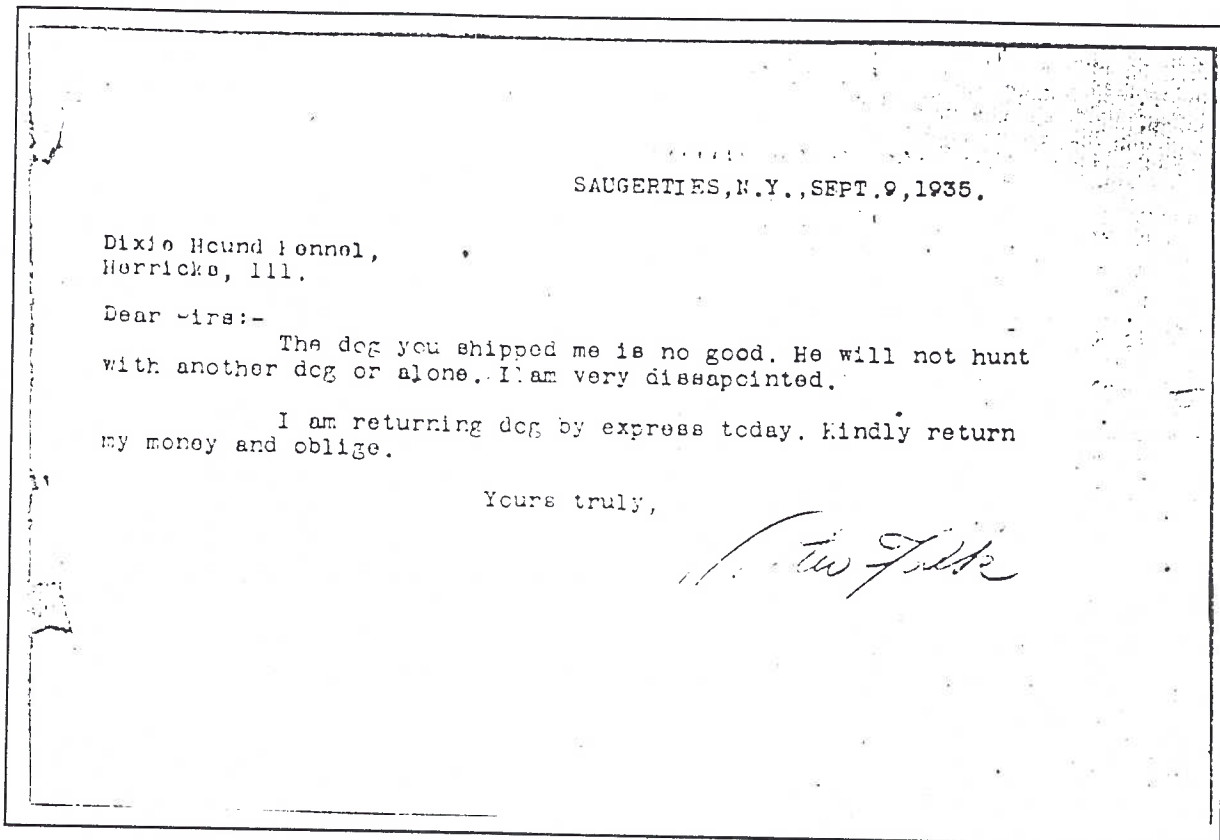 SAUGERTIES,N.Y.,SEPT.9,1935.
Dixie Hound Kennel,
Herricks, Ill.
Dear Sirs:-
The dog you shipped me is no good. He will not hunt
with another dog or alone. I am very dissapointed.
I am returning dog by express today. Kindly return
my money and oblige.
Yours truly,